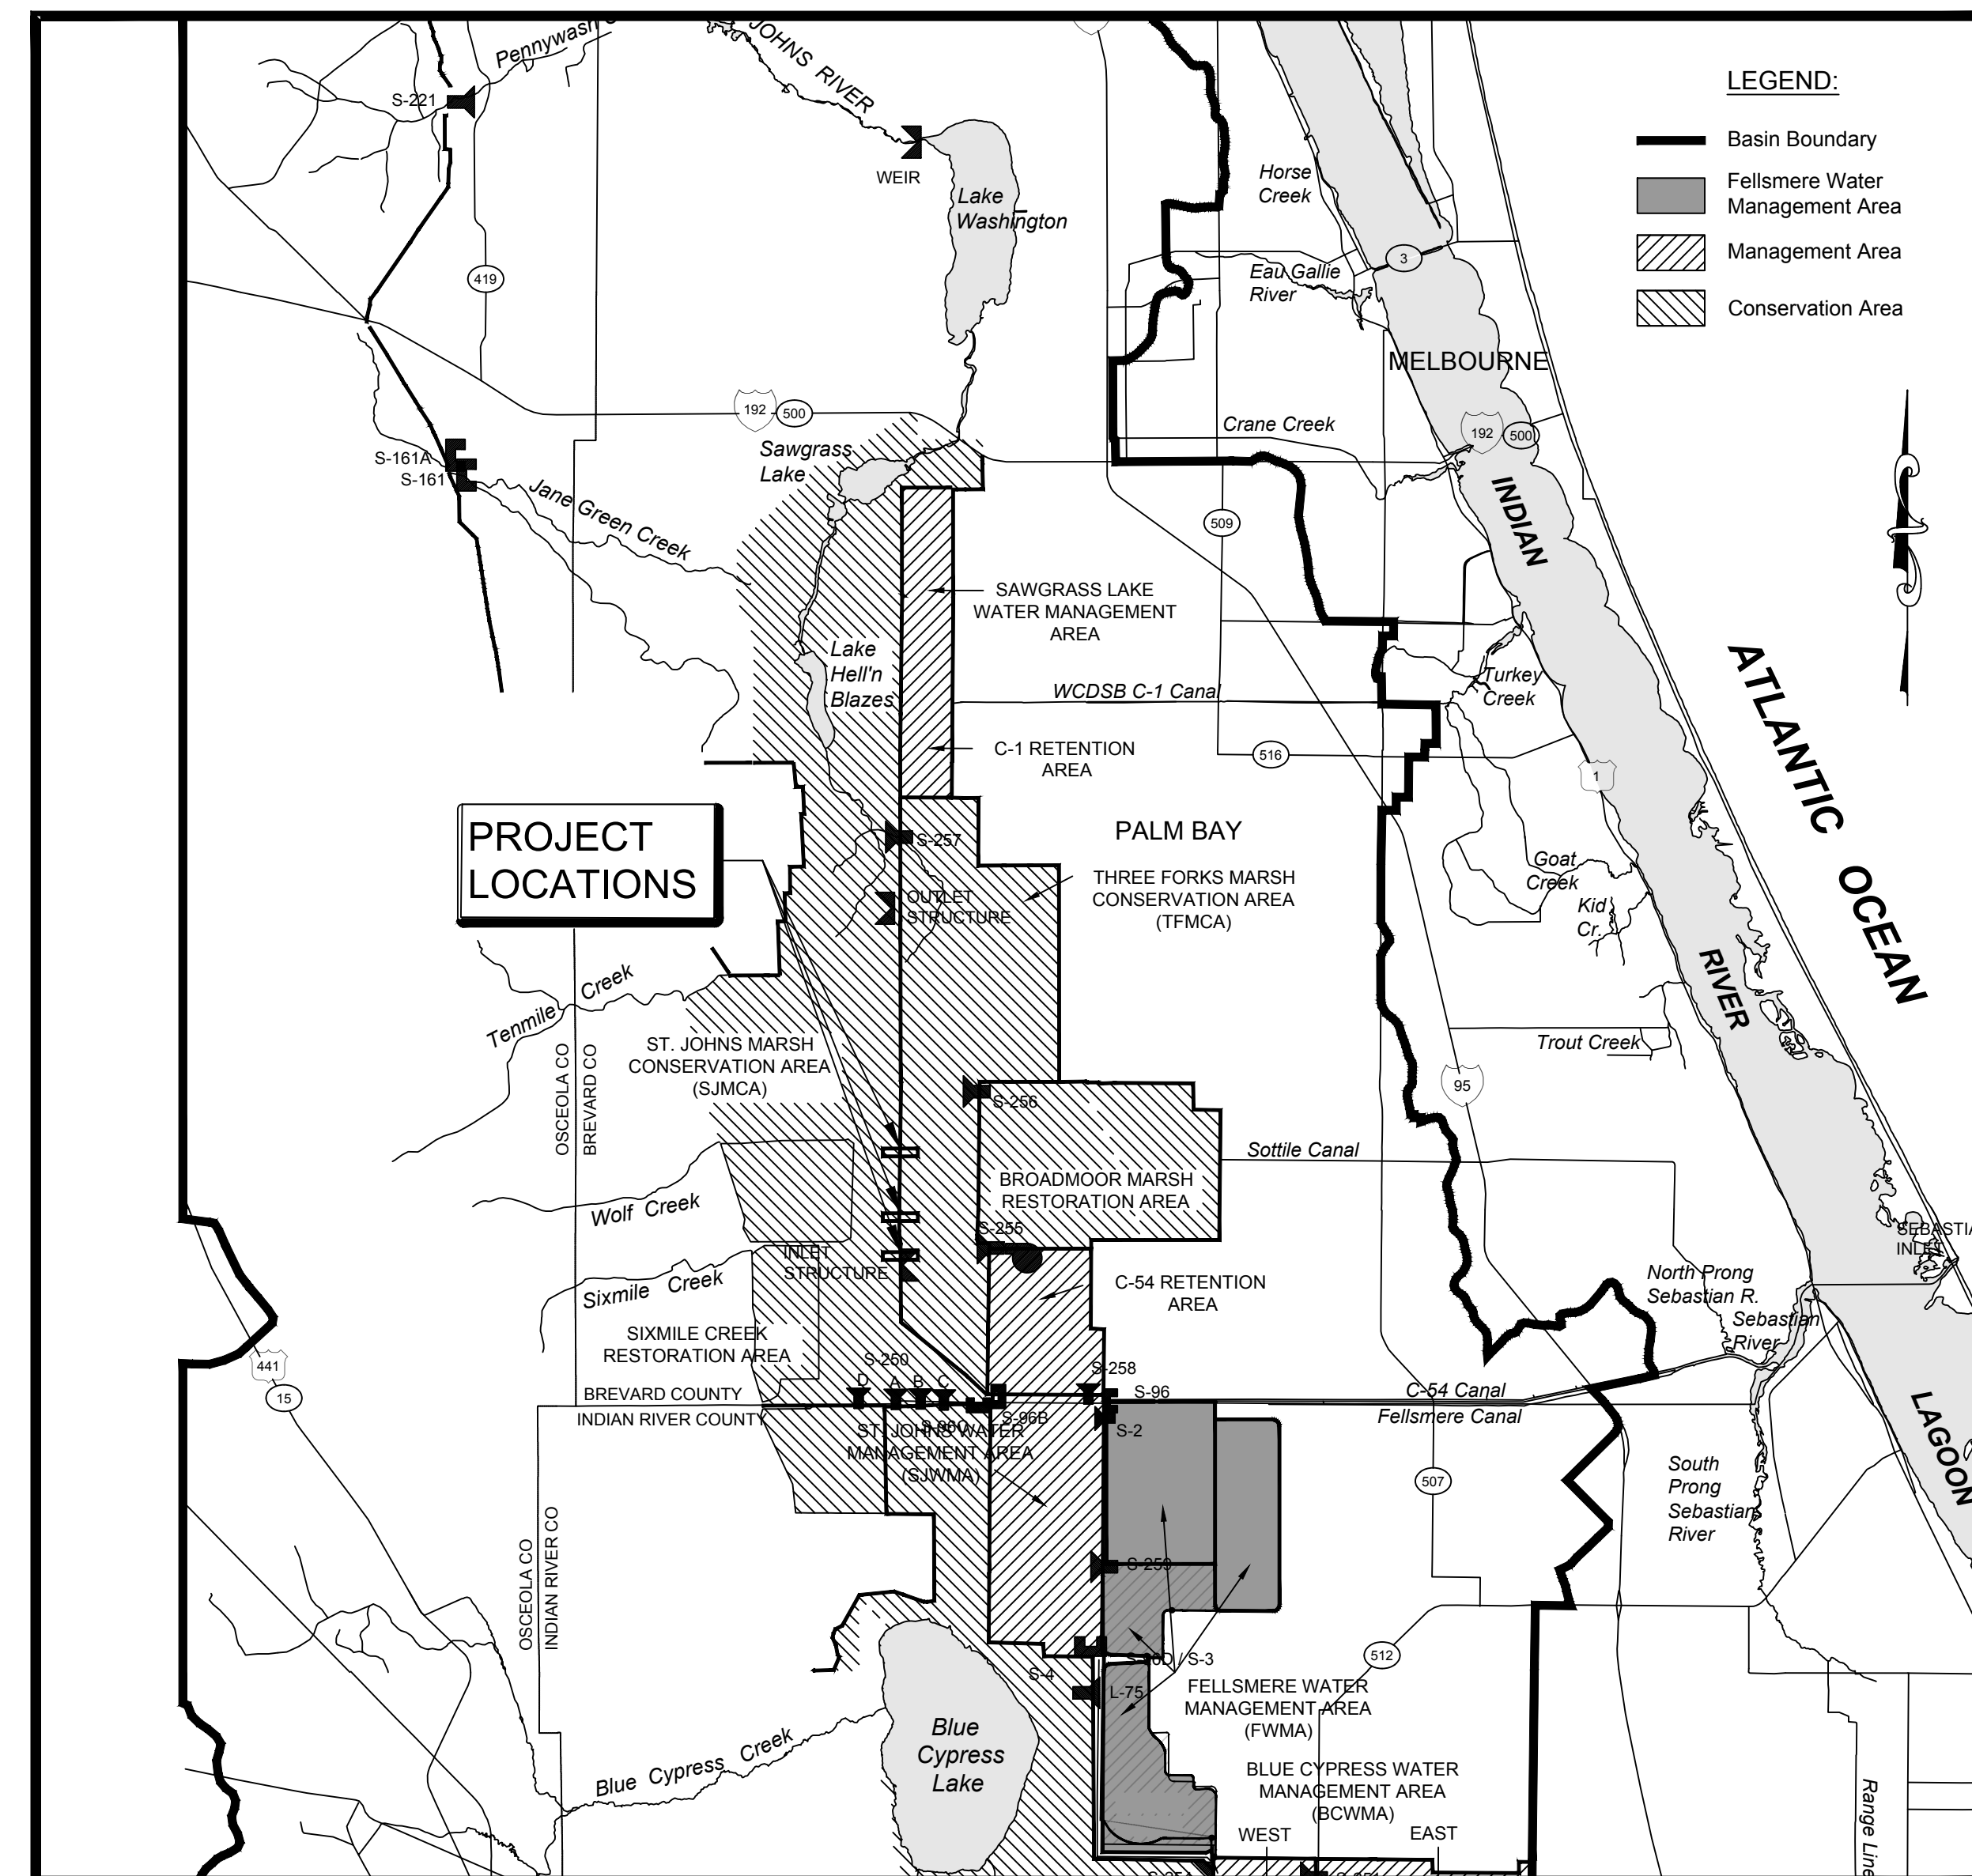 LEGEND:
Basin Boundary
Fellsmere Water
Management Area
Management Area
Conservation Area
JOHNS RIVER
S-221
WEIR
Lake
Washington
Horse
Creek
419
3
Eau Gallie
River
MELBOURNE
192
500
Crane Creek
192
500
Sawgrass
Lake
S-161A
S-161
Jane Green Creek
509
INDIAN
SAWGRASS LAKE
WATER MANAGEMENT
AREA
Lake
Hell'n
Blazes
WCDSB C-1 Canal
Turkey
Creek
ATLANTIC OCEAN
C-1 RETENTION
AREA
516
1
PROJECT
LOCATIONS
S-257
PALM BAY
THREE FORKS MARSH
CONSERVATION AREA
(TFMCA)
Goat
Creek
Kid
Cr.
OUTLET
STRUCTURE
RIVER
Tenmile Creek
ST. JOHNS MARSH
CONSERVATION AREA
(SJMCA)
OSCEOLA CO
BREVARD CO
Trout Creek
95
S-256
Sottile Canal
BROADMOOR MARSH
RESTORATION AREA
Wolf Creek
S-255
INLET
STRUCTURE
Sixmile Creek
C-54 RETENTION
AREA
North Prong
Sebastian R.
Sebastian
River
SIXMILE CREEK
RESTORATION AREA
441
15
S-250
D A B C
S-258
BREVARD COUNTY
INDIAN RIVER COUNTY
S-96
C-54 Canal
Fellsmere Canal
S-96B
S-2
ST. JOHNS WATER
MANAGEMENT AREA
(SJWMA)
LAGOON
507
South
Prong
Sebastian
River
OSCEOLA CO
INDIAN RIVER CO
S-259
512
S-4
S-96D / S-3
L-75
FELLSMERE WATER
MANAGEMENT AREA
(FWMA)
Blue
Cypress
Lake
Blue Cypress Creek
BLUE CYPRESS WATER
MANAGEMENT AREA
(BCWMA)
WEST
EAST
Range Line